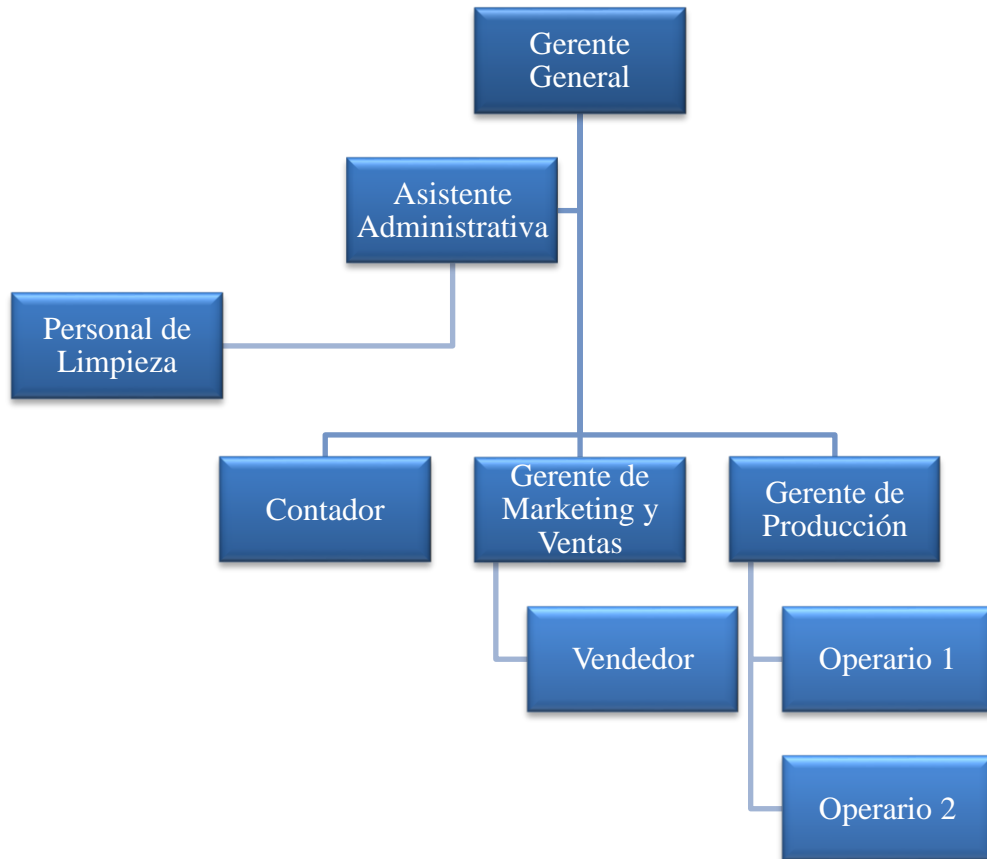 Gerente
General
Asistente
Administrativa
Personal de
Limpieza
Contador
Gerente de
Marketing y
Ventas
Gerente de
Producción
Vendedor
Operario 1
Operario 2